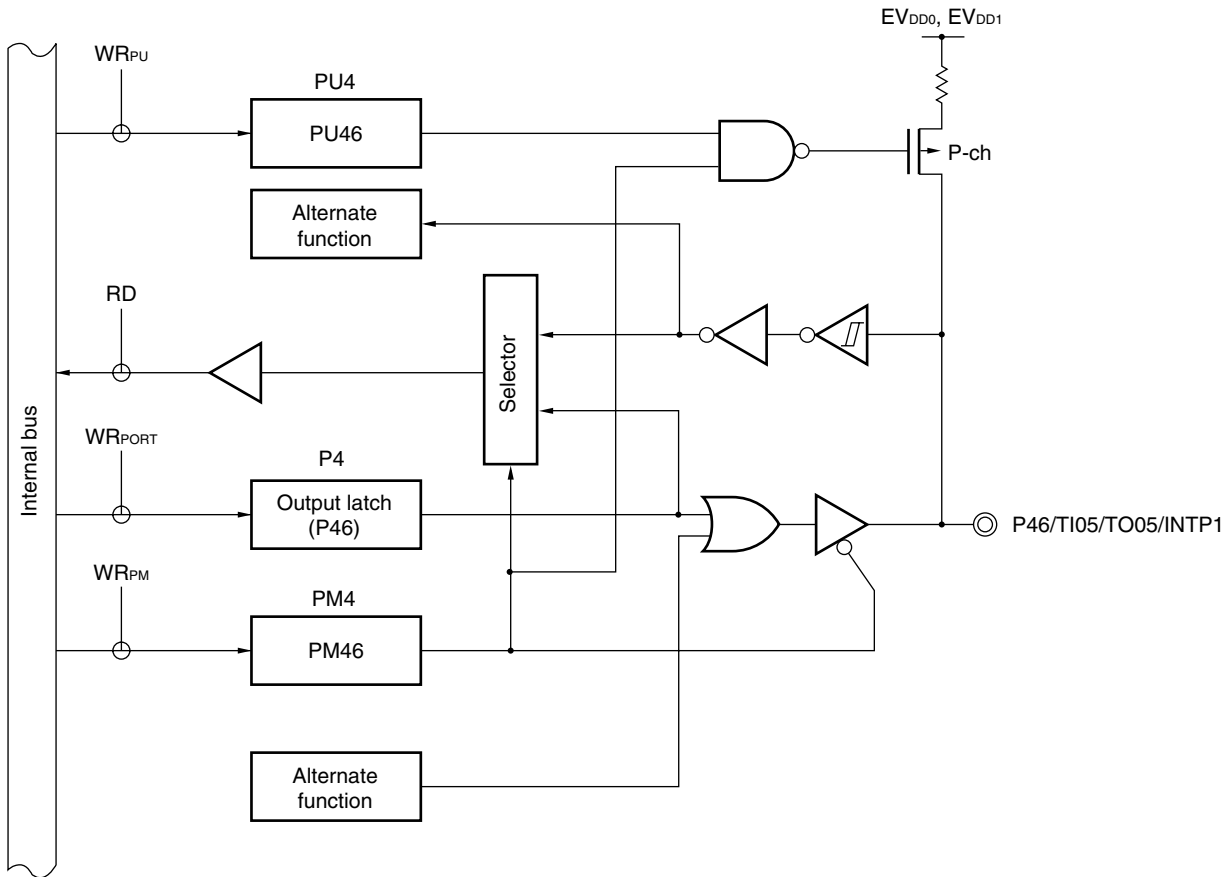 EVDD0, EVDD1
WRPU
PU4
PU46
P-ch
Alternate
function
RD
Selector
Internal bus
WRPORT
P4
Output latch
(P46)
P46/TI05/TO05/INTP1
WRPM
PM4
PM46
Alternate
function